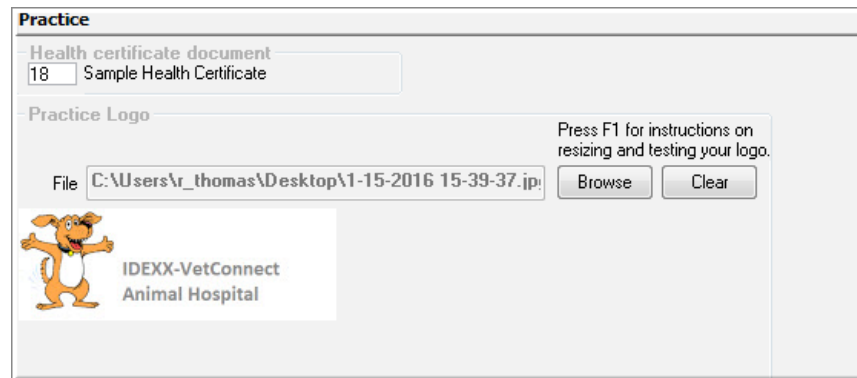 Practice
Health certificate document
18 Sample Health Certificate
Practice Logo
Press F1 for instructions on
resizing and testing your logo.
File C:\Users\r_thomas\Desktop\1-15-2016 15-39-37.jp
Browse Clear
IDEXX-VetConnect
Animal Hospital